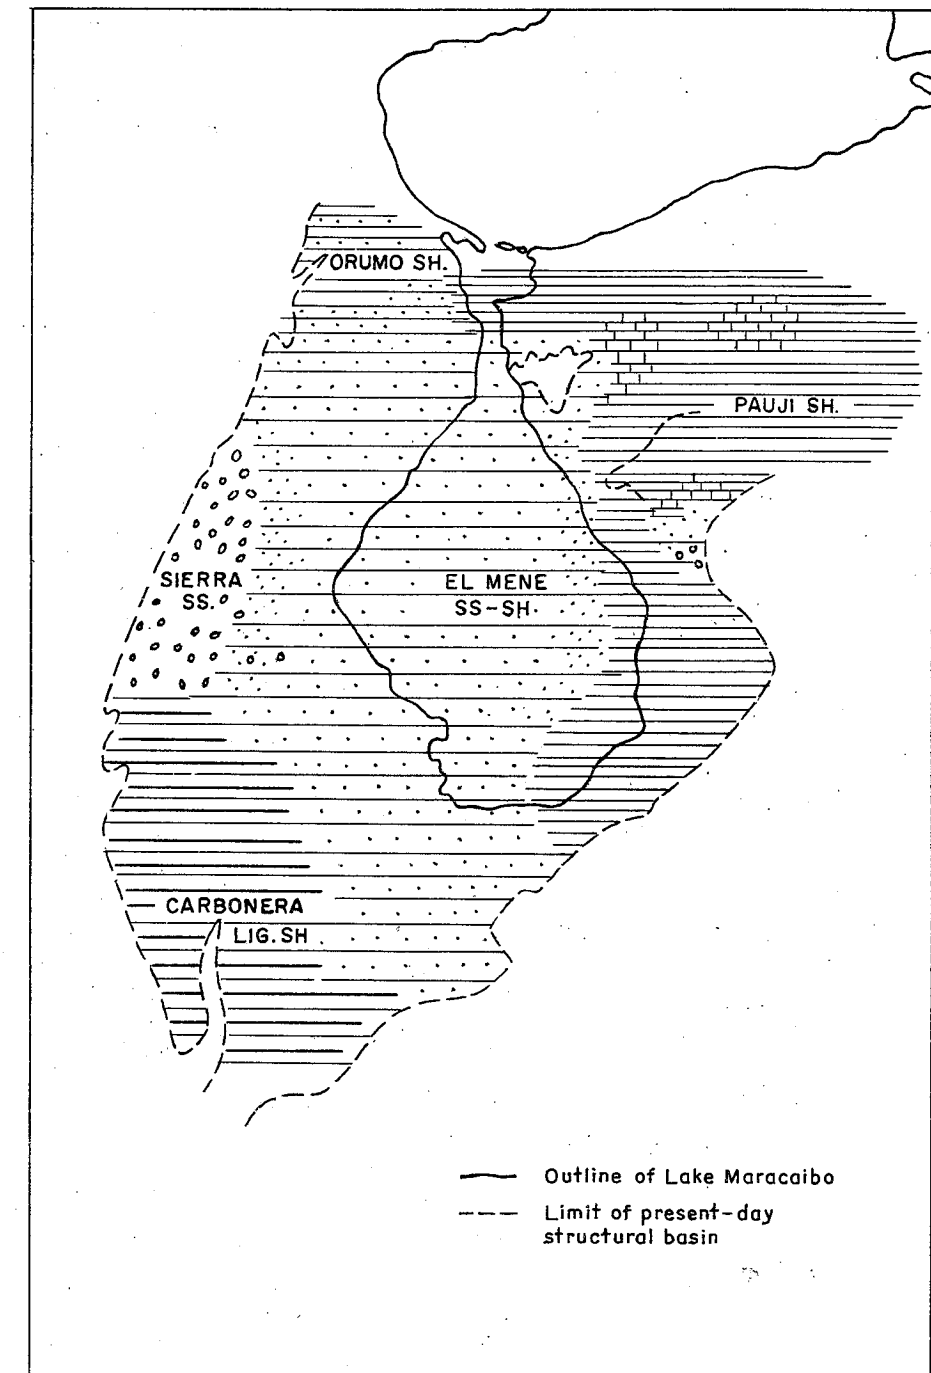 ORUMO SH.
PAUJI SH.
SIERRA
SS.
EL MENE
SS-SH.
CARBONERA
LIG. SH
Outline of Lake Maracaibo
Limit of present-day
structural basin